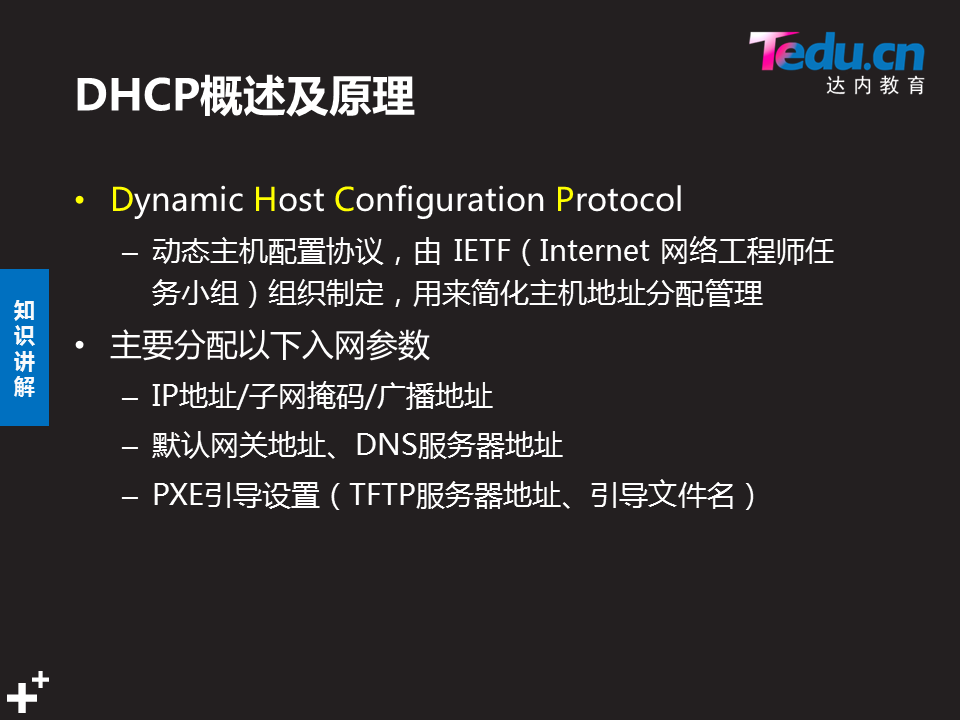 Tedu.cn
达内教育
DHCP概述及原理
• Dynamic Host Configuration Protocol
– 动态主机配置协议，由 IETF（Internet 网络工程师任
务小组）组织制定，用来简化主机地址分配管理
• 主要分配以下入网参数
– IP地址/子网掩码/广播地址
– 默认网关地址、DNS服务器地址
– PXE引导设置（TFTP服务器地址、引导文件名）
知
识
讲
解